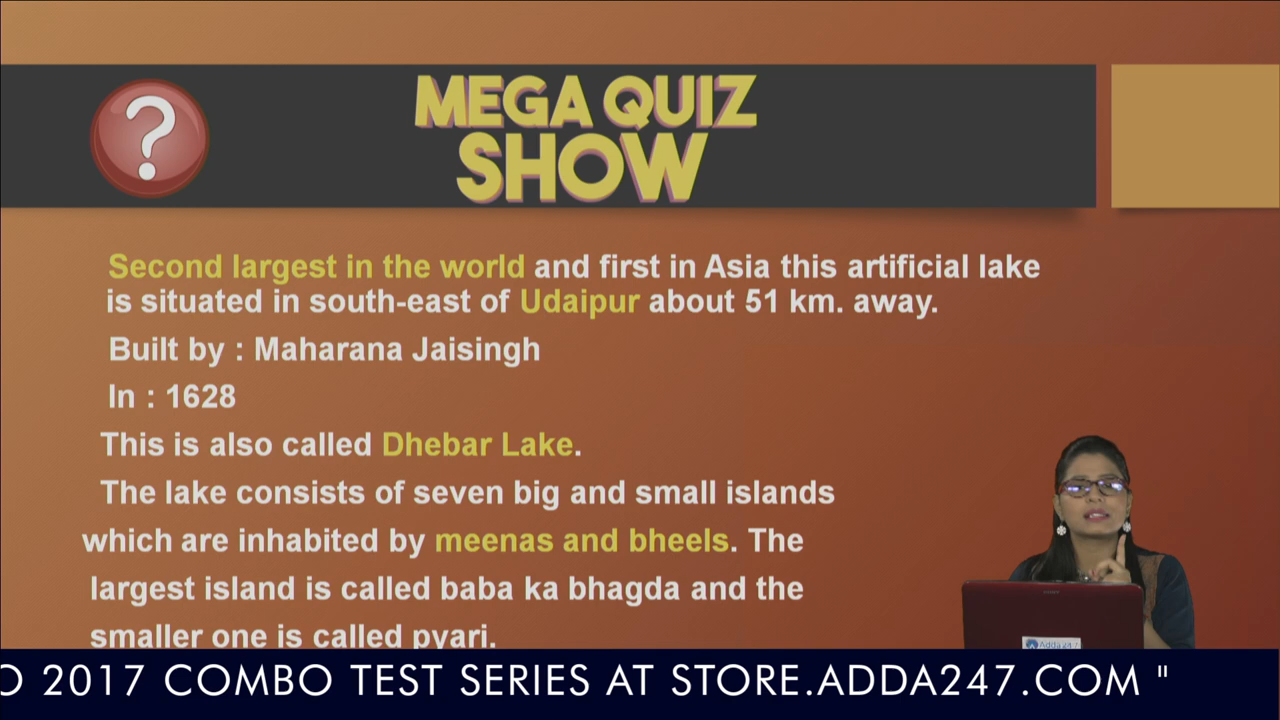 ?
MEGA QUIZ
SHOW
Second largest in the world and first in Asia this artificial lake
is situated in south-east of Udaipur about 51 km. away.
Built by : Maharana Jaisingh
In : 1628
This is also called Dhebar Lake.
The lake consists of seven big and small islands
which are inhabited by meenas and bheels. The
largest island is called baba ka bhagda and the
smaller one is called pyari.
Adda247
O 2017 COMBO TEST SERIES AT STORE.ADDA247.COM "